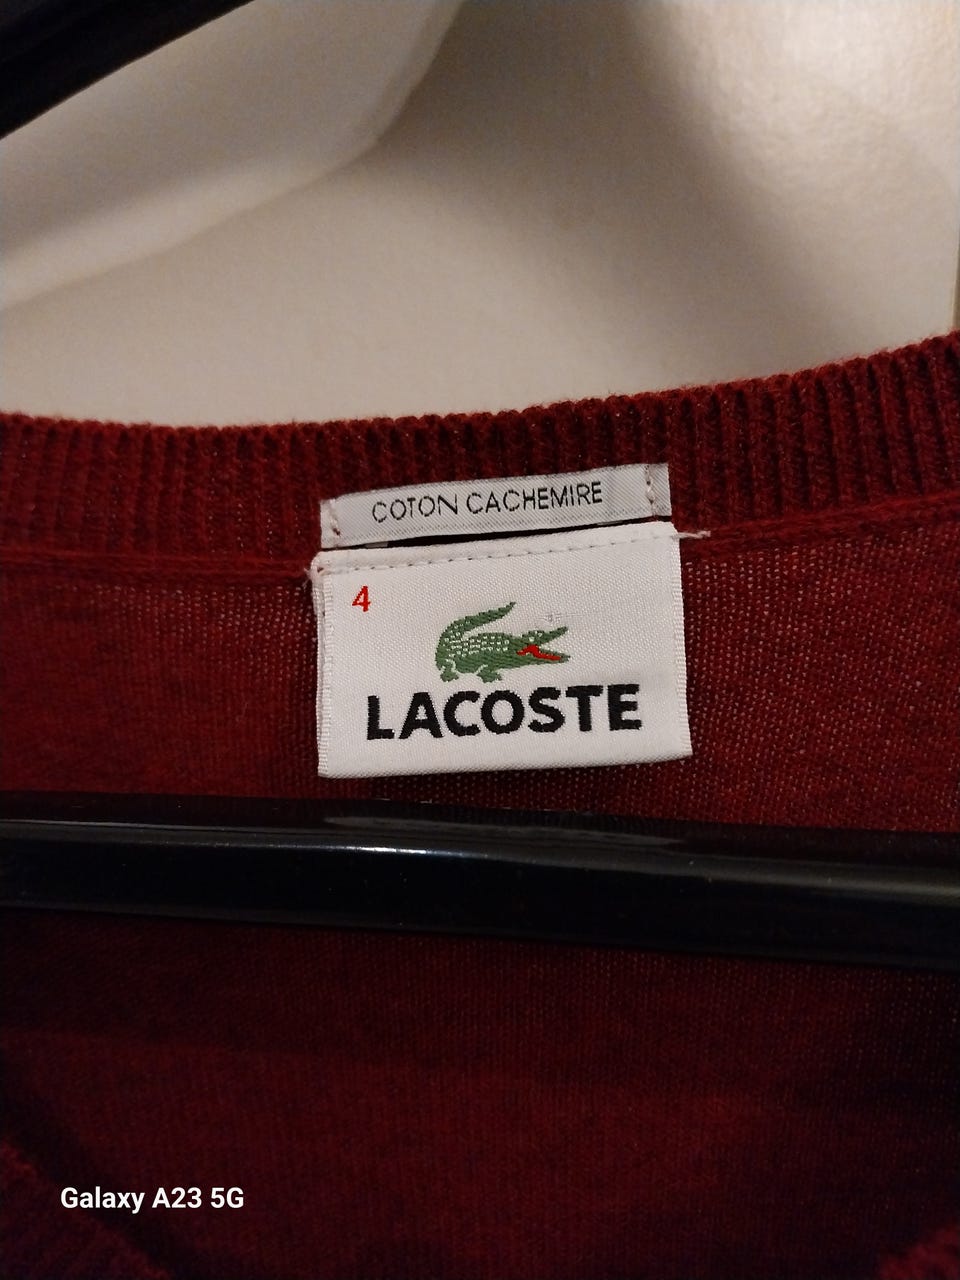 COTON CACHEMIRE
4
LACOSTE
Galaxy A23 5G